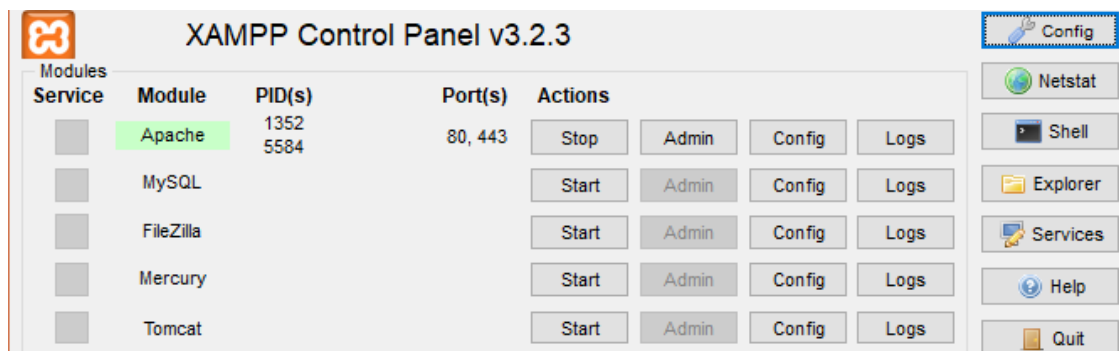 XAMPP Control Panel v3.2.3
Config
Modules
Service Module PID(s) Port(s) Actions
Netstat
Apache 1352 5584 80, 443 Stop Admin Config Logs
Shell
MySQL Start Admin Config Logs
Explorer
FileZilla Start Admin Config Logs
Services
Mercury Start Admin Config Logs
Help
Tomcat Start Admin Config Logs
Quit